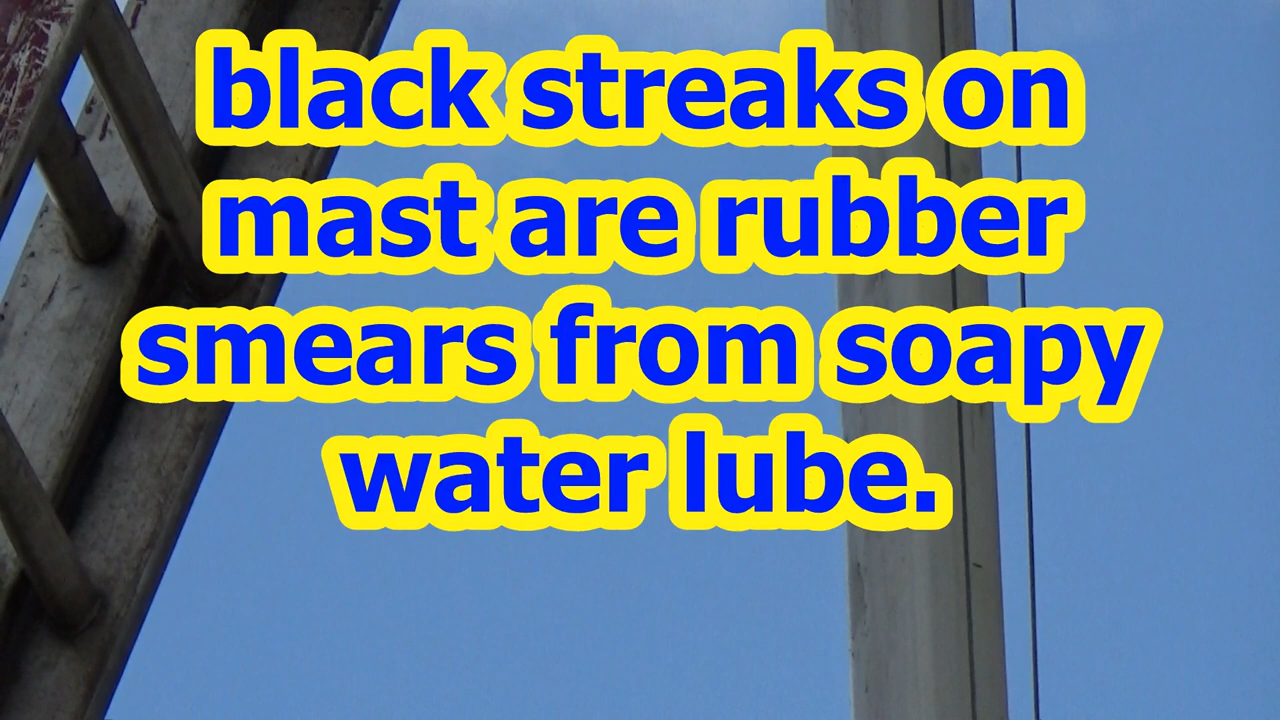 black streaks on
mast are rubber
smears from soapy
water lube.